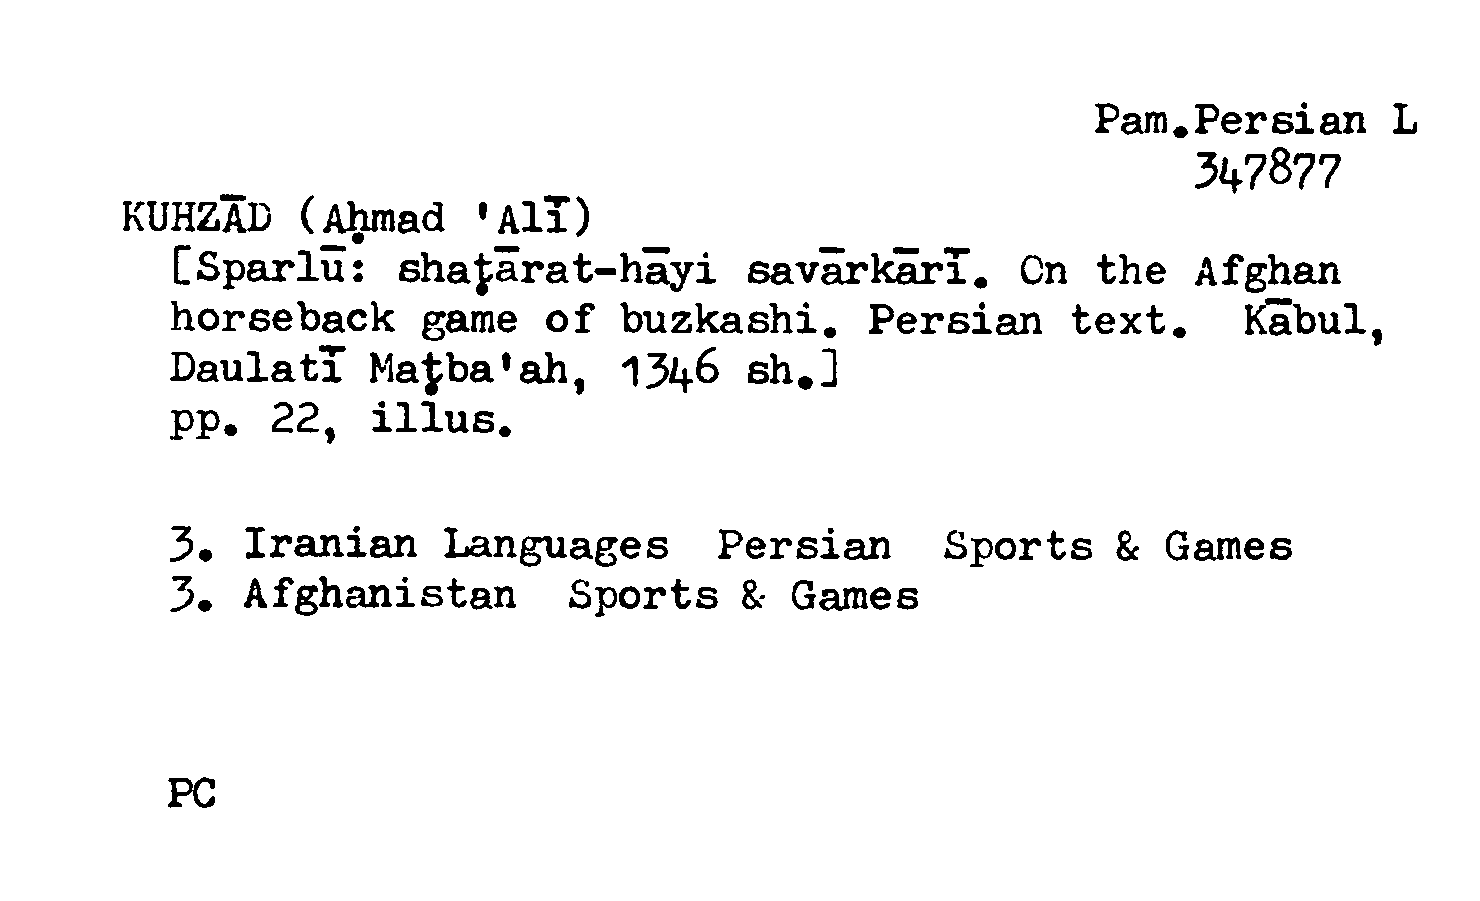 Pam.Persian L
347877
KUHZĀD (Aḥmad 'Alī)
[Sparlū: shaṭārat-hāyi savārkārī. On the Afghan
horseback game of buzkashi. Persian text. Kābul,
Daulatī Maṭba'ah, 1346 sh.]
pp. 22, illus.
3. Iranian Languages Persian Sports & Games
3. Afghanistan Sports & Games
PC